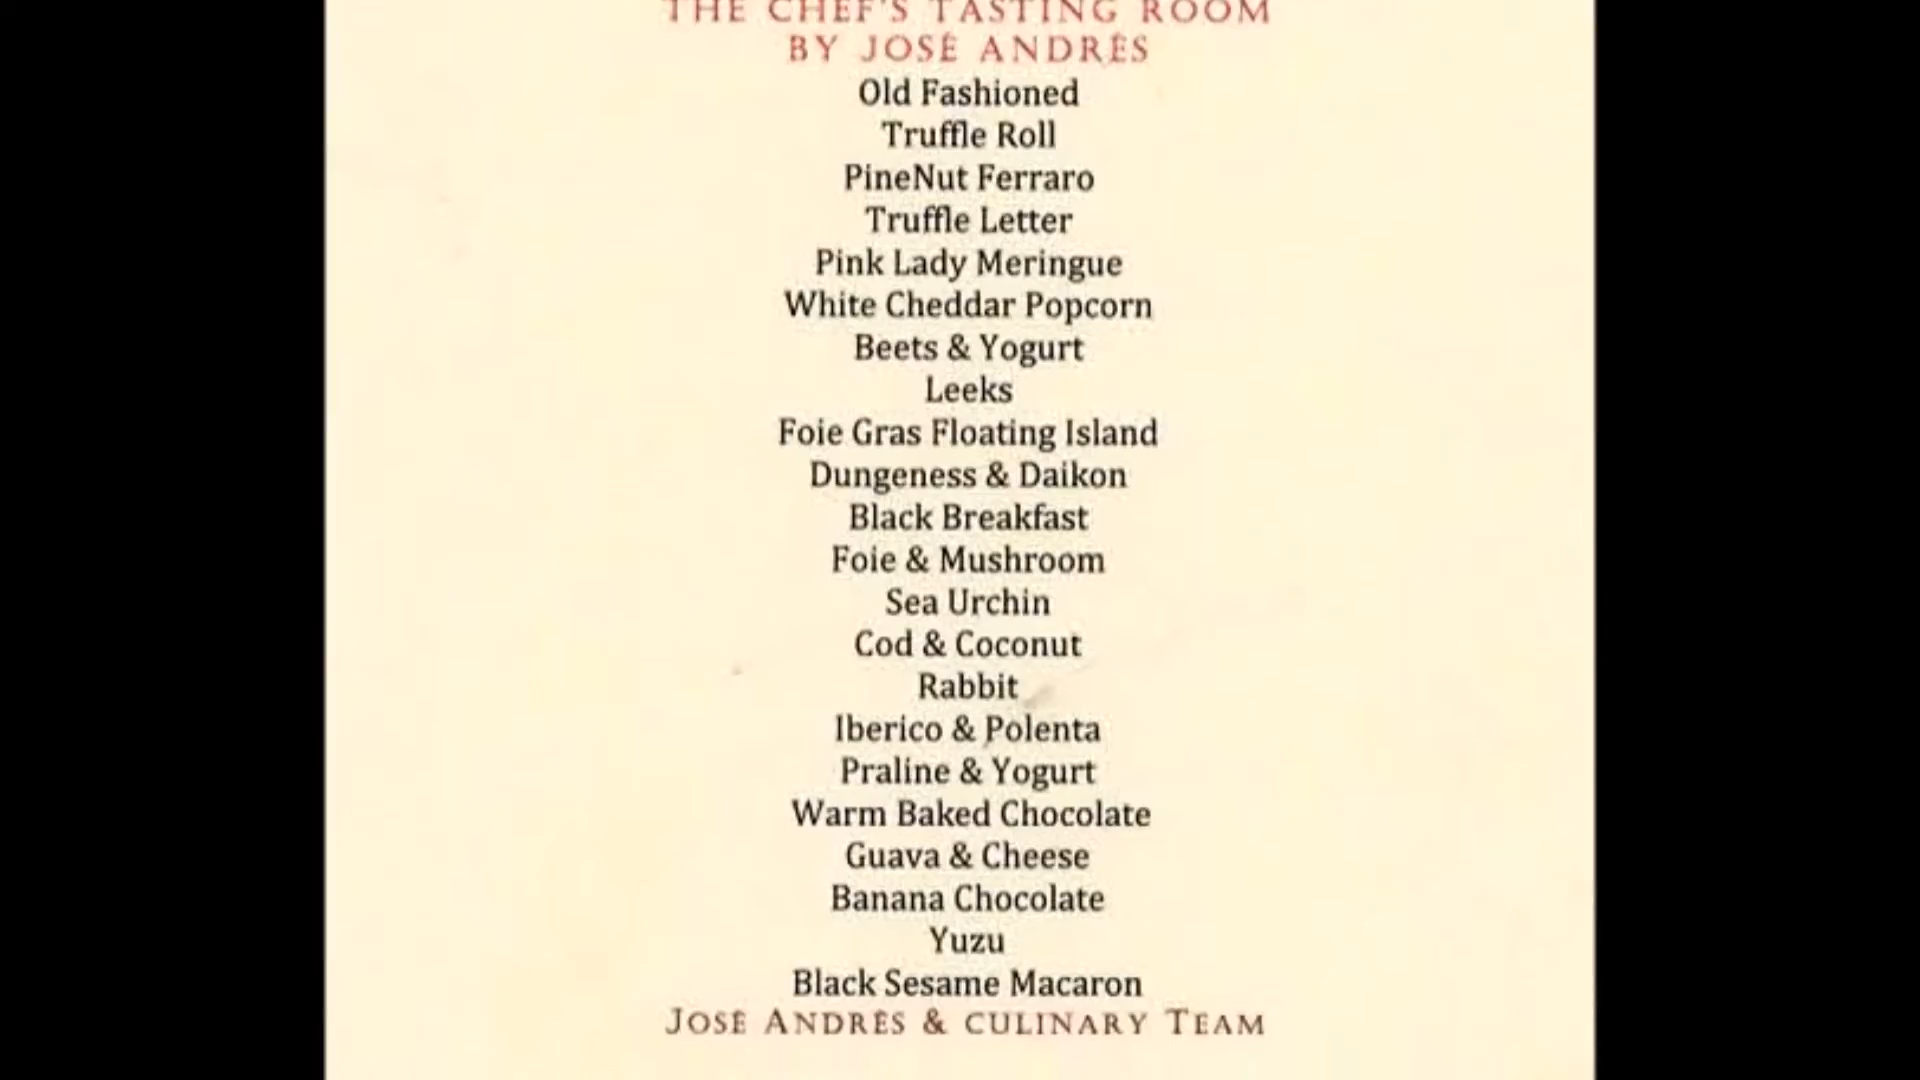 THE CHEF'S TASTING ROOM
BY JOSÉ ANDRÉS
Old Fashioned
Truffle Roll
PineNut Ferraro
Truffle Letter
Pink Lady Meringue
White Cheddar Popcorn
Beets & Yogurt
Leeks
Foie Gras Floating Island
Dungeness & Daikon
Black Breakfast
Foie & Mushroom
Sea Urchin
Cod & Coconut
Rabbit
Iberico & Polenta
Praline & Yogurt
Warm Baked Chocolate
Guava & Cheese
Banana Chocolate
Yuzu
Black Sesame Macaron
JOSÉ ANDRÉS & CULINARY TEAM